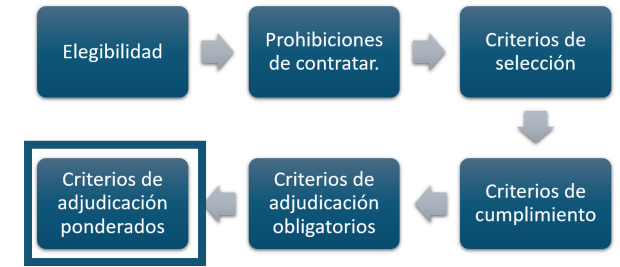 Elegibilidad
Prohibiciones
de contratar.
Criterios de
selección
Criterios de
cumplimiento
Criterios de
adjudicación
obligatorios
Criterios de
adjudicación
ponderados